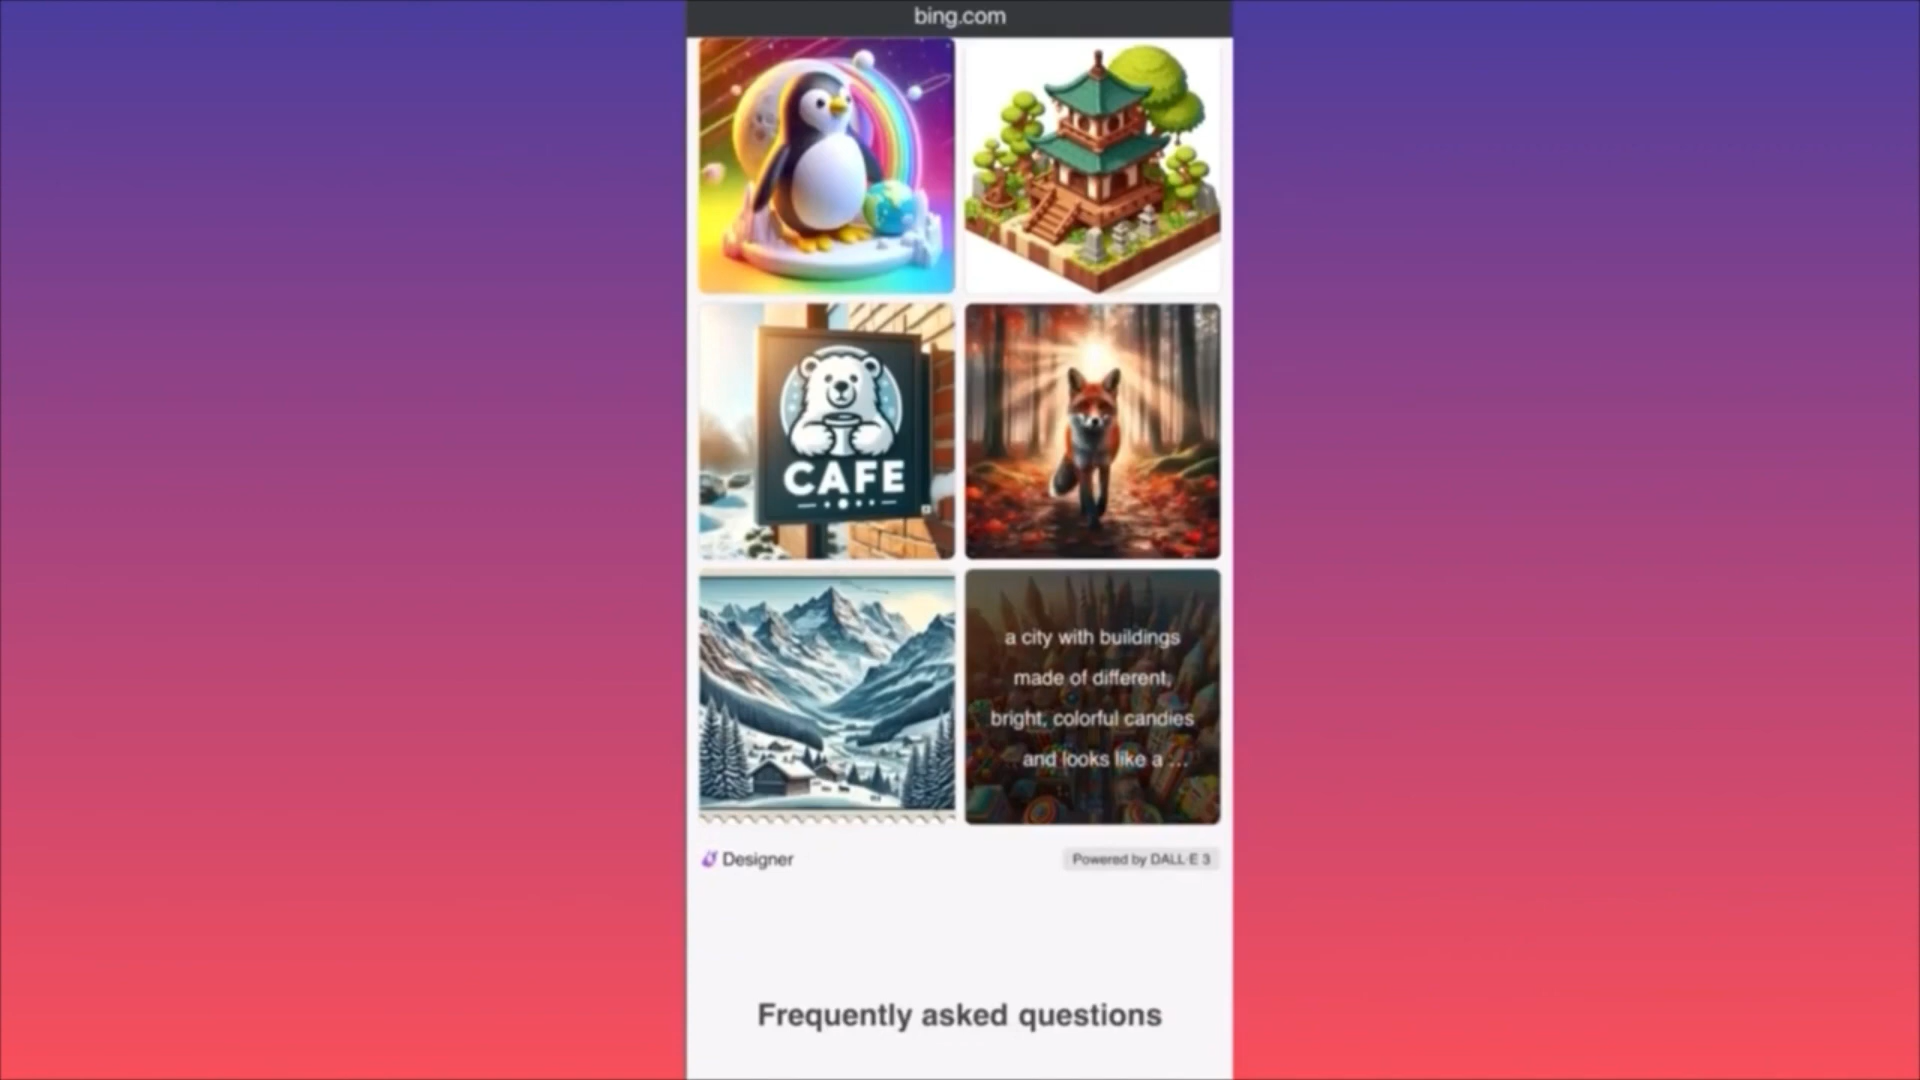 bing.com
CAFE
a city with buildings
made of different,
bright, colorful candies
and looks like a ...
Designer
Powered by DALL·E 3
Frequently asked questions